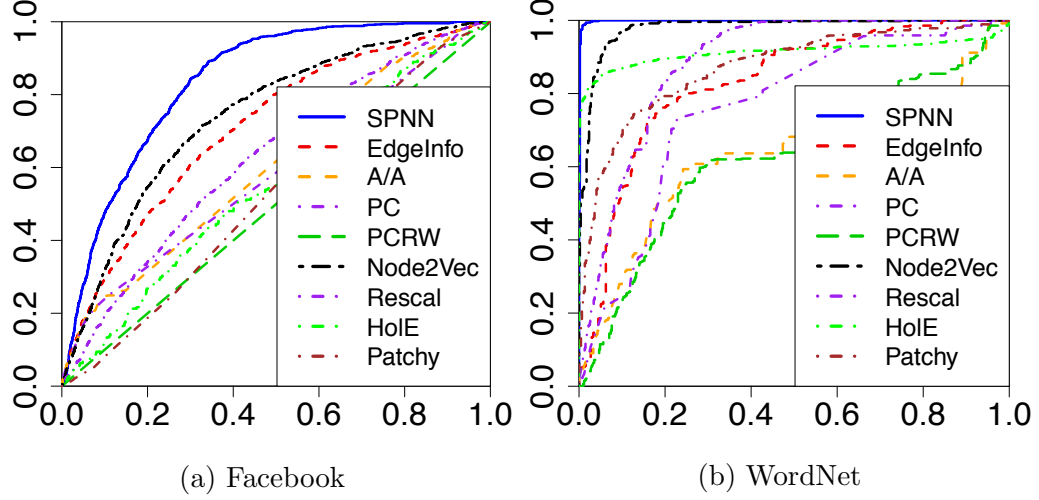 1.0
0.8
0.6
0.4
0.2
0.0
0.0 0.2 0.4 0.6 0.8 1.0
SPNN
EdgeInfo
A/A
PC
PCRW
Node2Vec
Rescal
HolE
Patchy
(a) Facebook
1.0
0.8
0.6
0.4
0.2
0.0
0.0 0.2 0.4 0.6 0.8 1.0
SPNN
EdgeInfo
A/A
PC
PCRW
Node2Vec
Rescal
HolE
Patchy
(b) WordNet